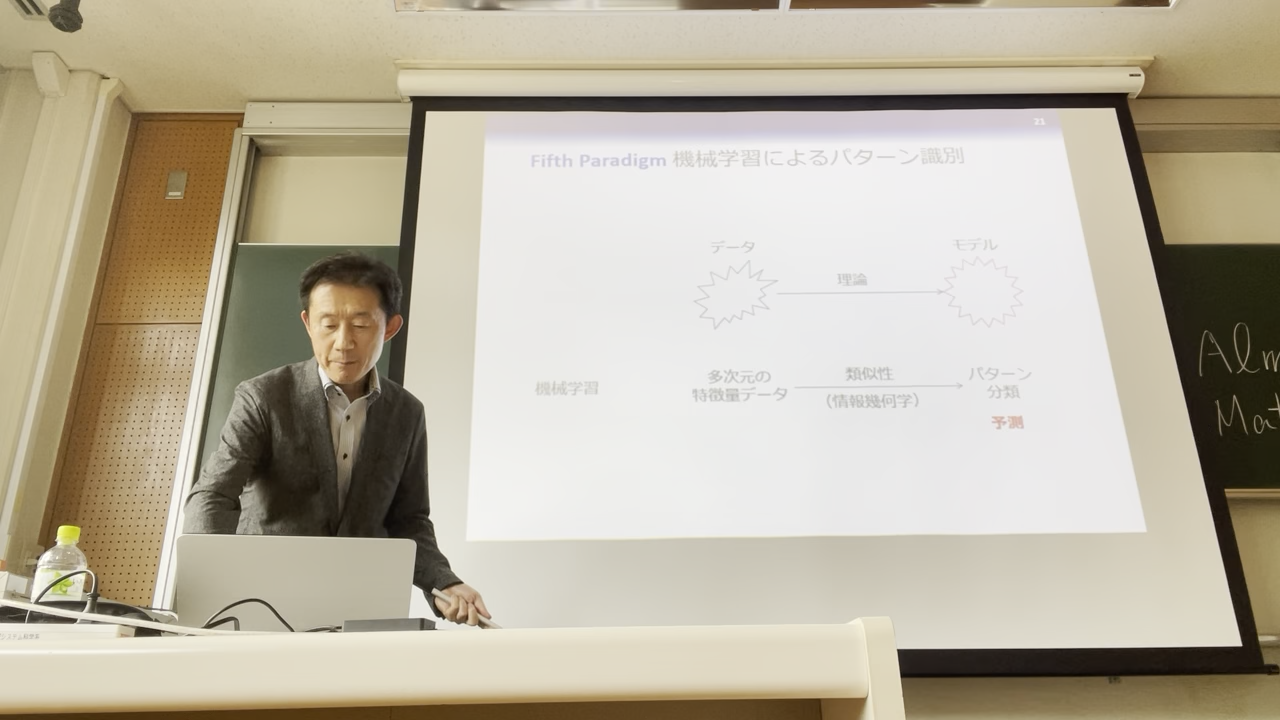 21
Fifth Paradigm 機械学習によるパターン識別
データ
モデル
理論
機械学習
多次元の
特徴量データ
類似性
(情報幾何学)
パターン
分類
予測
Alm
Mat